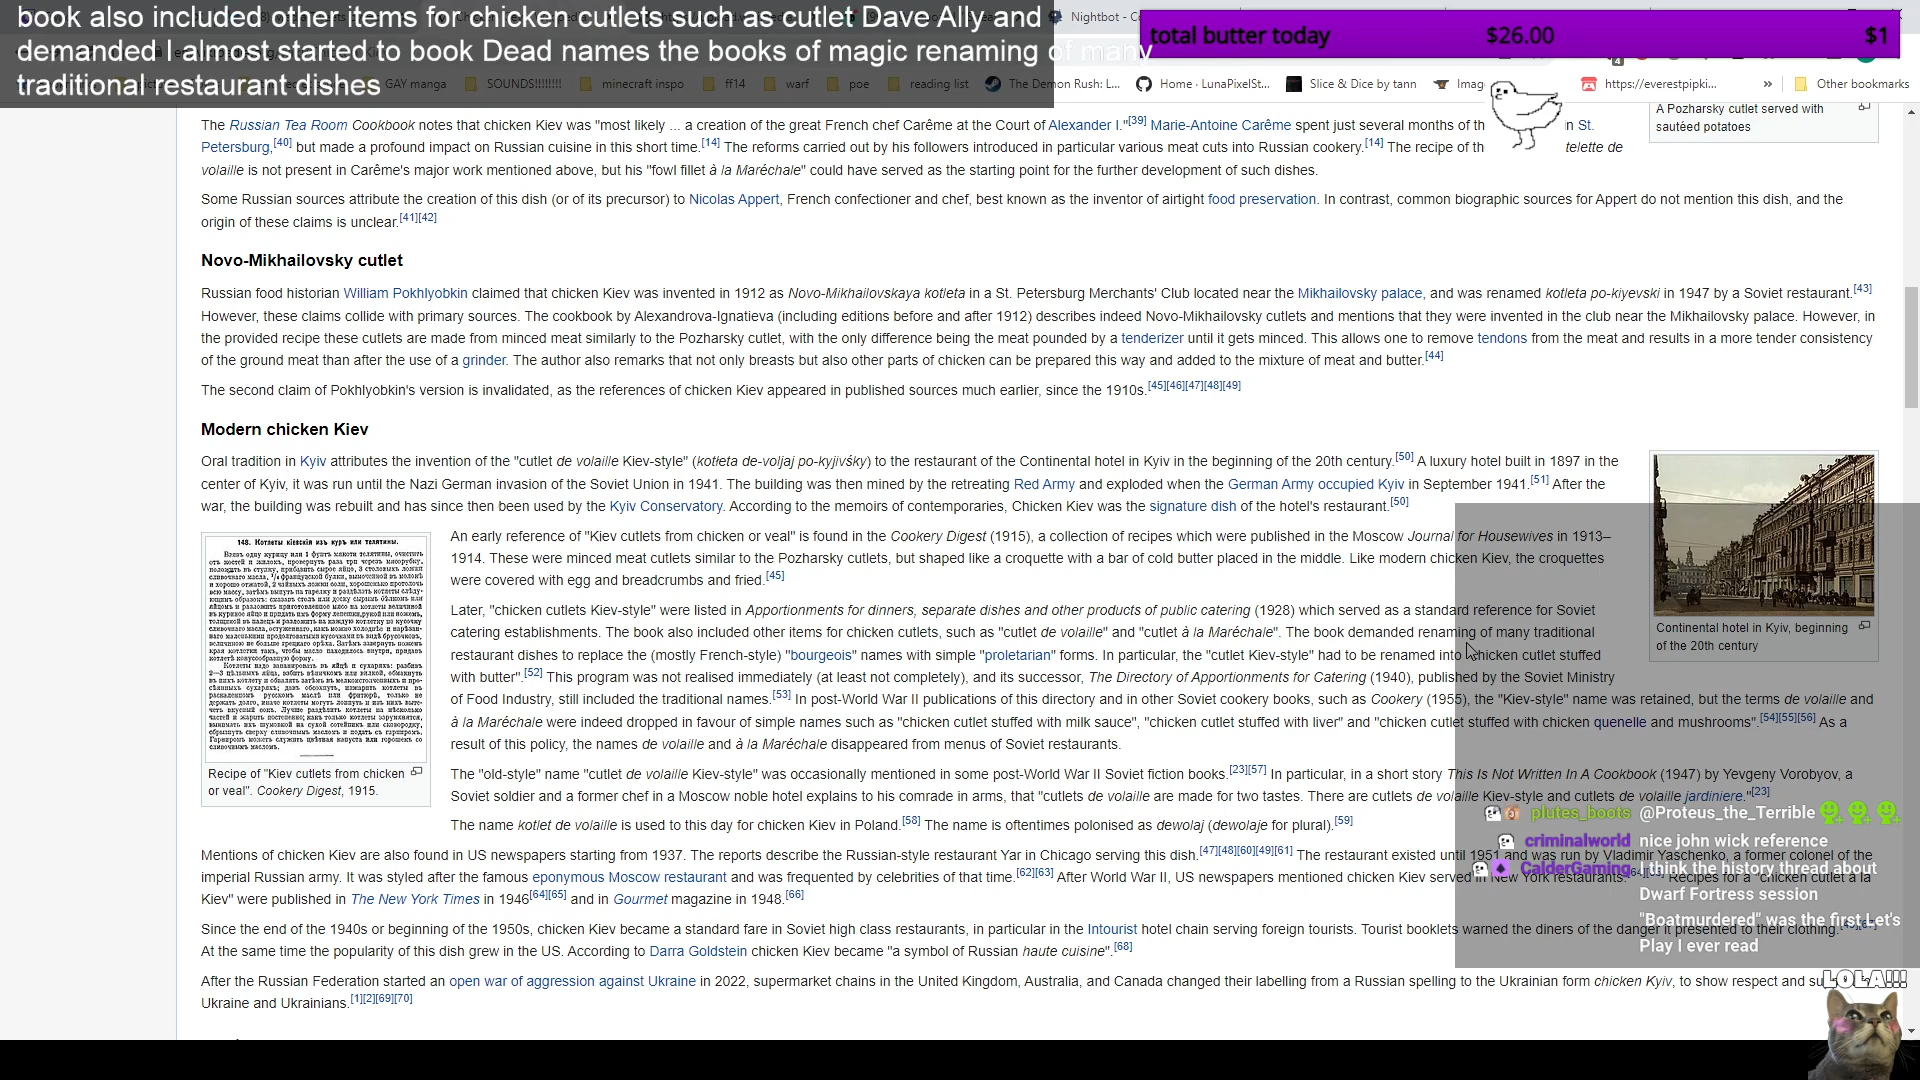 book also included other items for chicken cutlets such as cutlet Dave Ally and
demanded I almost started to book Dead names the books of magic renaming of many
traditional restaurant dishes
Nightbot - C
total butter today $26.00 $1
GAY manga SOUNDS!!!!!!!! minecraft inspo ff14 warf poe reading list The Demon Rush: L... Home · LunaPixelSt... Slice & Dice by tann Imag https://everestpipki... » Other bookmarks
A Pozharsky cutlet served with
sautéed potatoes
The Russian Tea Room Cookbook notes that chicken Kiev was "most likely ... a creation of the great French chef Carême at the Court of Alexander I."[39] Marie-Antoine Carême spent just several months of th in St.
Petersburg,[40] but made a profound impact on Russian cuisine in this short time.[14] The reforms carried out by his followers introduced in particular various meat cuts into Russian cookery.[14] The recipe of th telette de
volaille is not present in Carême's major work mentioned above, but his "fowl fillet à la Maréchale" could have served as the starting point for the further development of such dishes.
Some Russian sources attribute the creation of this dish (or of its precursor) to Nicolas Appert, French confectioner and chef, best known as the inventor of airtight food preservation. In contrast, common biographic sources for Appert do not mention this dish, and the
origin of these claims is unclear.[41][42]
Novo-Mikhailovsky cutlet
Russian food historian William Pokhlyobkin claimed that chicken Kiev was invented in 1912 as Novo-Mikhailovskaya kotleta in a St. Petersburg Merchants' Club located near the Mikhailovsky palace, and was renamed kotleta po-kiyevski in 1947 by a Soviet restaurant.[43]
However, these claims collide with primary sources. The cookbook by Alexandrova-Ignatieva (including editions before and after 1912) describes indeed Novo-Mikhailovsky cutlets and mentions that they were invented in the club near the Mikhailovsky palace. However, in
the provided recipe these cutlets are made from minced meat similarly to the Pozharsky cutlet, with the only difference being the meat pounded by a tenderizer until it gets minced. This allows one to remove tendons from the meat and results in a more tender consistency
of the ground meat than after the use of a grinder. The author also remarks that not only breasts but also other parts of chicken can be prepared this way and added to the mixture of meat and butter.[44]
The second claim of Pokhlyobkin's version is invalidated, as the references of chicken Kiev appeared in published sources much earlier, since the 1910s.[45][46][47][48][49]
Modern chicken Kiev
Oral tradition in Kyiv attributes the invention of the "cutlet de volaille Kiev-style" (kotleta de-voljaj po-kyjivśky) to the restaurant of the Continental hotel in Kyiv in the beginning of the 20th century.[50] A luxury hotel built in 1897 in the
center of Kyiv, it was run until the Nazi German invasion of the Soviet Union in 1941. The building was then mined by the retreating Red Army and exploded when the German Army occupied Kyiv in September 1941.[51] After the
war, the building was rebuilt and has since then been used by the Kyiv Conservatory. According to the memoirs of contemporaries, Chicken Kiev was the signature dish of the hotel's restaurant.[50]
Continental hotel in Kyiv, beginning
of the 20th century
148. Котлеты кіевскія изъ куръ или телятины.
Recipe of "Kiev cutlets from chicken
or veal". Cookery Digest, 1915.
An early reference of "Kiev cutlets from chicken or veal" is found in the Cookery Digest (1915), a collection of recipes which were published in the Moscow Journal for Housewives in 1913–
1914. These were minced meat cutlets similar to the Pozharsky cutlets, but shaped like a croquette with a bar of cold butter placed in the middle. Like modern chicken Kiev, the croquettes
were covered with egg and breadcrumbs and fried.[45]
Later, "chicken cutlets Kiev-style" were listed in Apportionments for dinners, separate dishes and other products of public catering (1928) which served as a standard reference for Soviet
catering establishments. The book also included other items for chicken cutlets, such as "cutlet de volaille" and "cutlet à la Maréchale". The book demanded renaming of many traditional
restaurant dishes to replace the (mostly French-style) "bourgeois" names with simple "proletarian" forms. In particular, the "cutlet Kiev-style" had to be renamed into "chicken cutlet stuffed
with butter".[52] This program was not realised immediately (at least not completely), and its successor, The Directory of Apportionments for Catering (1940), published by the Soviet Ministry
of Food Industry, still included the traditional names.[53] In post-World War II publications of this directory and in other Soviet cookery books, such as Cookery (1955), the "Kiev-style" name was retained, but the terms de volaille and
à la Maréchale were indeed dropped in favour of simple names such as "chicken cutlet stuffed with milk sauce", "chicken cutlet stuffed with liver" and "chicken cutlet stuffed with chicken quenelle and mushrooms".[54][55][56] As a
result of this policy, the names de volaille and à la Maréchale disappeared from menus of Soviet restaurants.
The "old-style" name "cutlet de volaille Kiev-style" was occasionally mentioned in some post-World War II Soviet fiction books.[23][57] In particular, in a short story This Is Not Written In A Cookbook (1947) by Yevgeny Vorobyov, a
Soviet soldier and a former chef in a Moscow noble hotel explains to his comrade in arms, that "cutlets de volaille are made for two tastes. There are cutlets de volaille Kiev-style and cutlets de volaille jardiniere."[23]
The name kotlet de volaille is used to this day for chicken Kiev in Poland.[58] The name is oftentimes polonised as dewolaj (dewolaje for plural).[59]
Mentions of chicken Kiev are also found in US newspapers starting from 1937. The reports describe the Russian-style restaurant Yar in Chicago serving this dish.[47][48][60][49][61] The restaurant existed until 1951 and was run by Vladimir Yaschenko, a former colonel of the
imperial Russian army. It was styled after the famous eponymous Moscow restaurant and was frequented by celebrities of that time.[62][63] After World War II, US newspapers mentioned chicken Kiev served in New York restaurants. Recipes for a "chicken cutlet à la
Kiev" were published in The New York Times in 1946[64][65] and in Gourmet magazine in 1948.[66]
Since the end of the 1940s or beginning of the 1950s, chicken Kiev became a standard fare in Soviet high class restaurants, in particular in the Intourist hotel chain serving foreign tourists. Tourist booklets warned the diners of the danger it presented to their clothing.
At the same time the popularity of this dish grew in the US. According to Darra Goldstein chicken Kiev became "a symbol of Russian haute cuisine".[68]
After the Russian Federation started an open war of aggression against Ukraine in 2022, supermarket chains in the United Kingdom, Australia, and Canada changed their labelling from a Russian spelling to the Ukrainian form chicken Kyiv, to show respect and su
Ukraine and Ukrainians.[1][2][69][70]
plutes_boots @Proteus_the_Terrible
criminalworld nice john wick reference
CalderGaming I think the history thread about
Dwarf Fortress session
"Boatmurdered" was the first Let's
Play I ever read
LOLA!!!